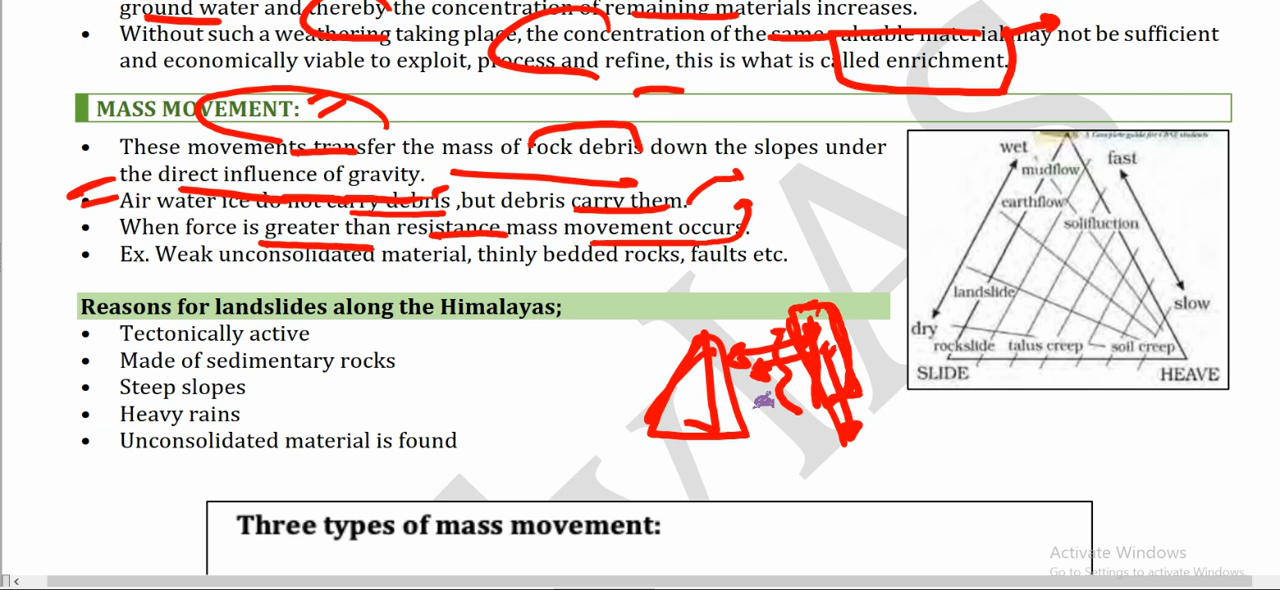 ground water and thereby the concentration of remaining materials increases.
• Without such a weathering taking place, the concentration of the same valuable material may not be sufficient
and economically viable to exploit, process and refine, this is what is called enrichment.
MASS MOVEMENT:
• These movements transfer the mass of rock debris down the slopes under
the direct influence of gravity.
• Air water ice do not carry debris ,but debris carry them.
• When force is greater than resistance mass movement occurs.
• Ex. Weak unconsolidated material, thinly bedded rocks, faults etc.
A Complete guide for CBSE students
wet
fast
mudflow
earthflow
solifluction
landslide
slow
dry
rockslide talus creep soil creep
SLIDE HEAVE
Reasons for landslides along the Himalayas;
• Tectonically active
• Made of sedimentary rocks
• Steep slopes
• Heavy rains
• Unconsolidated material is found
Three types of mass movement:
Activate Windows
Go to Settings to activate Windows.